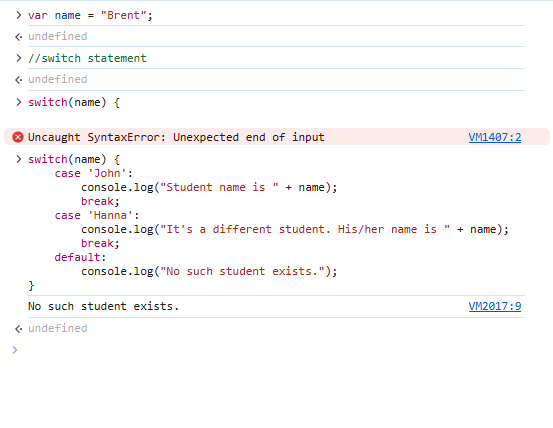 var name = "Brent";
undefined
//switch statement
undefined
switch(name) {
Uncaught SyntaxError: Unexpected end of input VM1407:2
switch(name) {
    case 'John':
        console.log("Student name is " + name);
        break;
    case 'Hanna':
        console.log("It's a different student. His/her name is " + name);
        break;
    default:
        console.log("No such student exists.");
}
No such student exists. VM2017:9
undefined